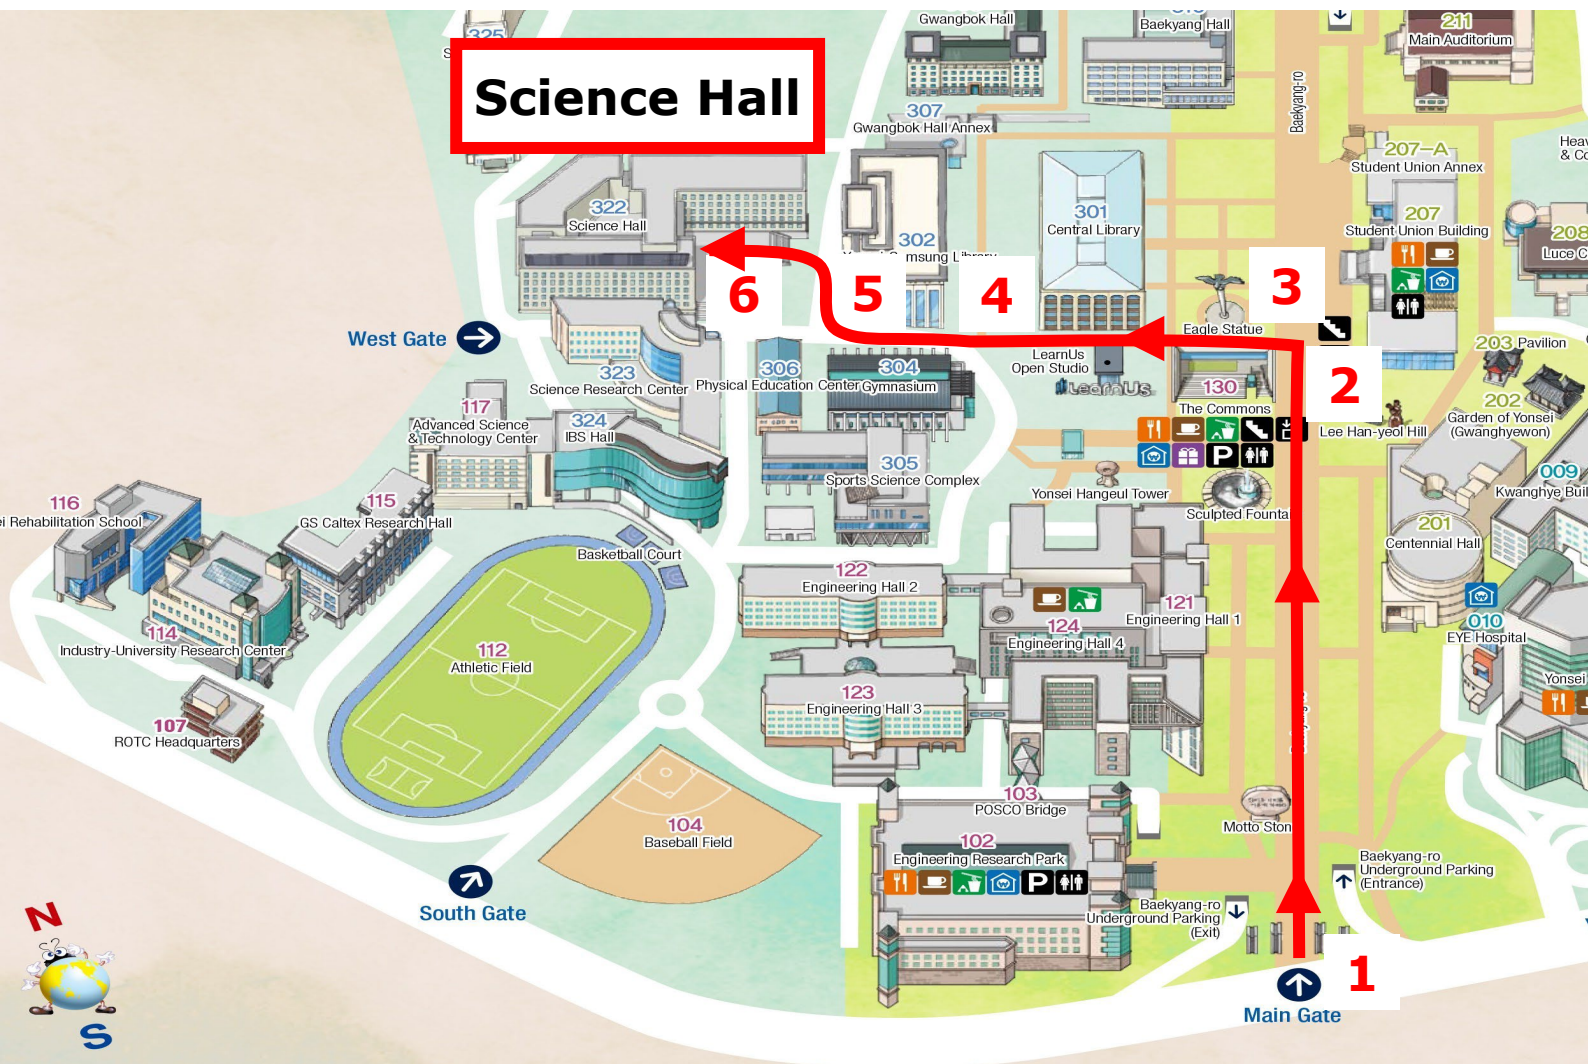 Gwangbok Hall
Baekyang Hall
211
Main Auditorium
325
Science Hall
Baekyang-ro
307
Gwangbok Hall Annex
207-A
Student Union Annex
322
Science Hall
302
Samsung Library
301
Central Library
207
Student Union Building
208
Luce
6
5
4
3
Eagle Statue
West Gate
LearnUs
Open Studio
LearnUs
203 Pavilion
323
Science Research Center
306
Physical Education Center
304
Gymnasium
130
The Commons
2
202
Garden of Yonsei
(Gwanghyewon)
Lee Han-yeol Hill
117
Advanced Science
& Technology Center
324
IBS Hall
305
Sports Science Complex
P
009
Yonsei Hangeul Tower
Sculpted Founta
116
Rehabilitation School
115
GS Caltex Research Hall
201
Centennial Hall
Basketball Court
122
Engineering Hall 2
124
Engineering Hall 4
121
Engineering Hall 1
010
EYE Hospital
114
Industry-University Research Center
112
Athletic Field
123
Engineering Hall 3
Yonsei
107
ROTC Headquarters
103
POSCO Bridge
Motto Ston
104
Baseball Field
102
Engineering Research Park
P
Baekyang-ro
Underground Parking
(Entrance)
South Gate
Baekyang-ro
Underground Parking
(Exit)
N
S
1
Main Gate